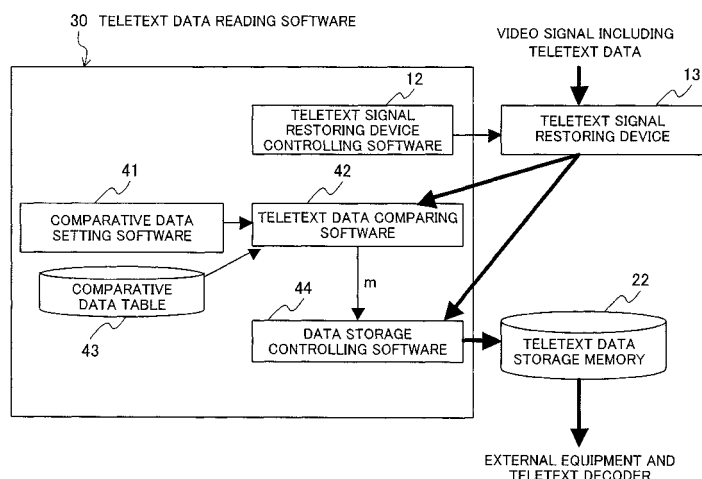 30 TELETEXT DATA READING SOFTWARE
VIDEO SIGNAL INCLUDING
TELETEXT DATA
12
TELETEXT SIGNAL
RESTORING DEVICE
CONTROLLING SOFTWARE
13
TELETEXT SIGNAL
RESTORING DEVICE
41
COMPARATIVE DATA
SETTING SOFTWARE
42
TELETEXT DATA COMPARING
SOFTWARE
COMPARATIVE
DATA TABLE
43
m
44
DATA STORAGE
CONTROLLING SOFTWARE
22
TELETEXT DATA
STORAGE MEMORY
EXTERNAL EQUIPMENT AND
TELETEXT DECODER